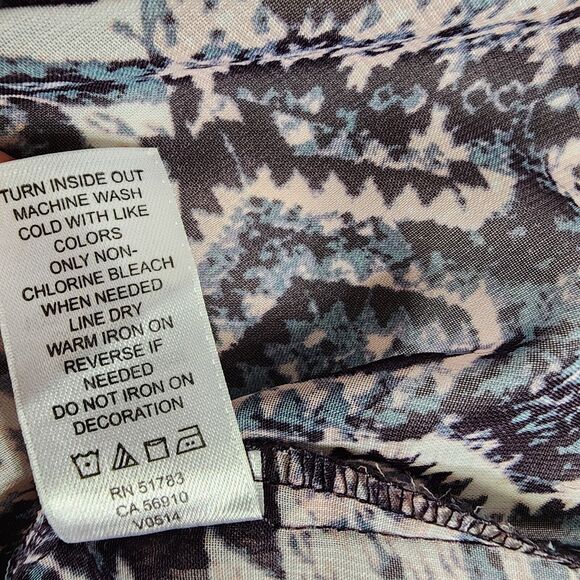 TURN INSIDE OUT
MACHINE WASH
COLD WITH LIKE
COLORS
ONLY NON-
CHLORINE BLEACH
WHEN NEEDED
LINE DRY
WARM IRON ON
REVERSE IF
NEEDED
DO NOT IRON ON
DECORATION
RN 51783
CA 56910
V0514